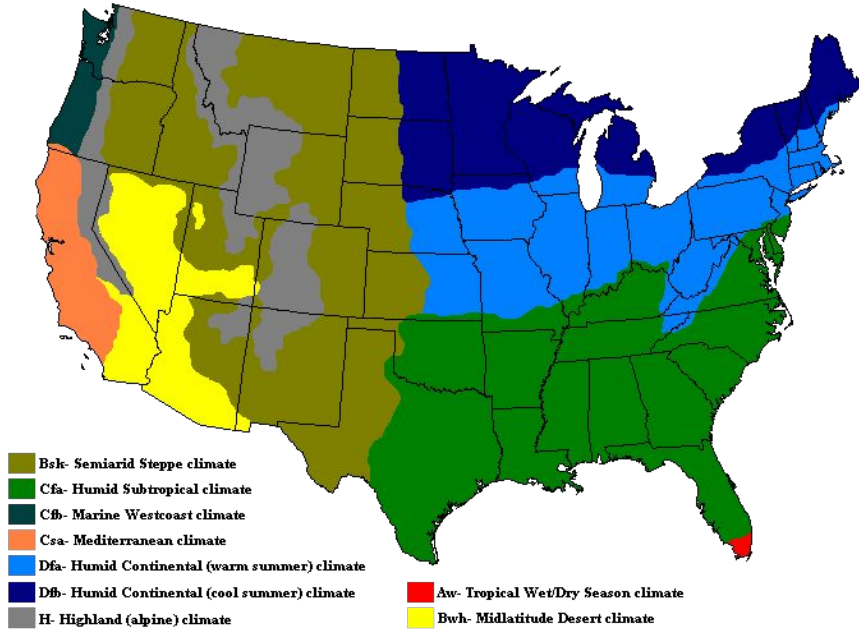 Bsk- Semiarid Steppe climate
Cfa- Humid Subtropical climate
Cfb- Marine Westcoast climate
Csa- Mediterranean climate
Dfa- Humid Continental (warm summer) climate
Dfb- Humid Continental (cool summer) climate
H- Highland (alpine) climate
Aw- Tropical Wet/Dry Season climate
Bwh- Midlatitude Desert climate